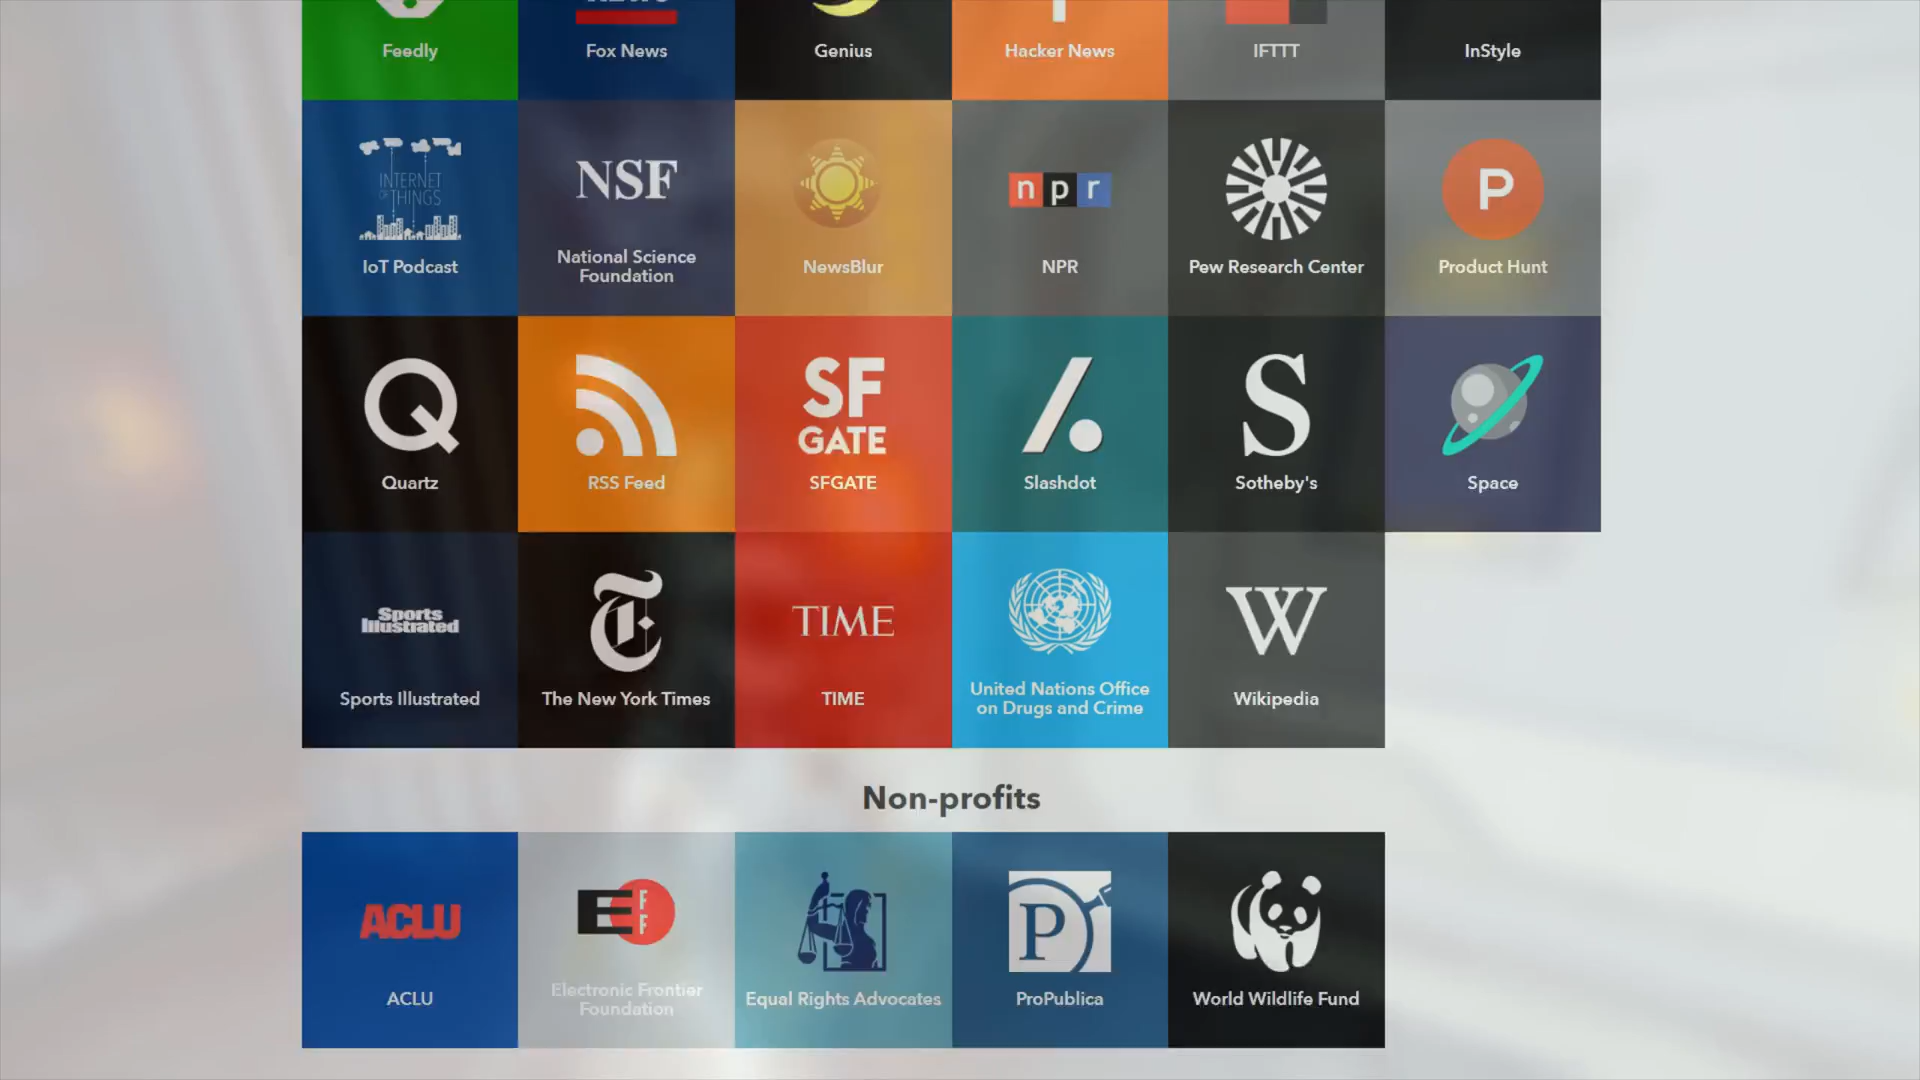 Feedly
Fox News
Genius
Hacker News
IFTTT
InStyle
INTERNET
OF THINGS
IoT Podcast
NSF
National Science
Foundation
NewsBlur
npr
NPR
Pew Research Center
P
Product Hunt
Quartz
RSS Feed
SF
GATE
SFGATE
Slashdot
S
Sotheby's
Space
Sports
Illustrated
Sports Illustrated
T
The New York Times
TIME
TIME
United Nations Office
on Drugs and Crime
W
Wikipedia
Non-profits
ACLU
ACLU
EFF
Electronic Frontier
Foundation
Equal Rights Advocates
P
ProPublica
World Wildlife Fund